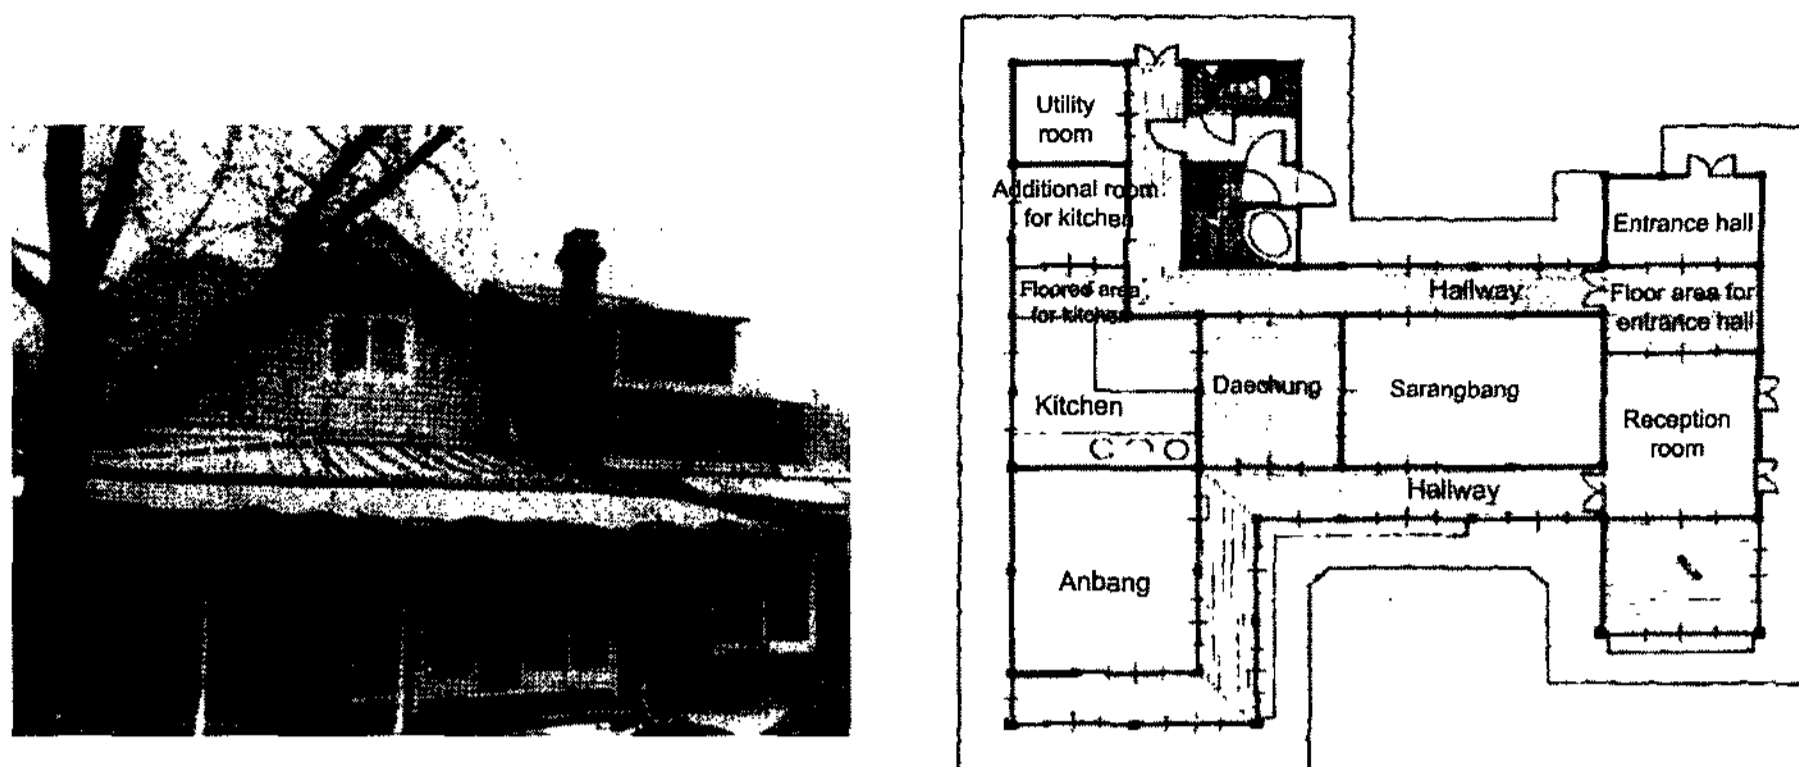 Utility
room
Additional room
for kitchen
Entrance hall
Floored area
for kitchen
Hallway
Floor area for
entrance hall
Daechung
Sarangbang
Kitchen
Reception
room
Hallway
Anbang